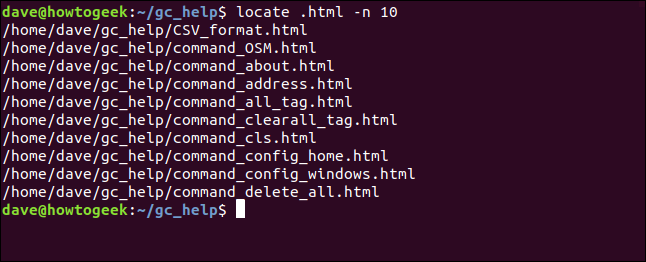 dave@howtogeek:~/gc_help$ locate .html -n 10
/home/dave/gc_help/CSV_format.html
/home/dave/gc_help/command_OSM.html
/home/dave/gc_help/command_about.html
/home/dave/gc_help/command_address.html
/home/dave/gc_help/command_all_tag.html
/home/dave/gc_help/command_clearall_tag.html
/home/dave/gc_help/command_cls.html
/home/dave/gc_help/command_config_home.html
/home/dave/gc_help/command_config_windows.html
/home/dave/gc_help/command_delete_all.html
dave@howtogeek:~/gc_help$